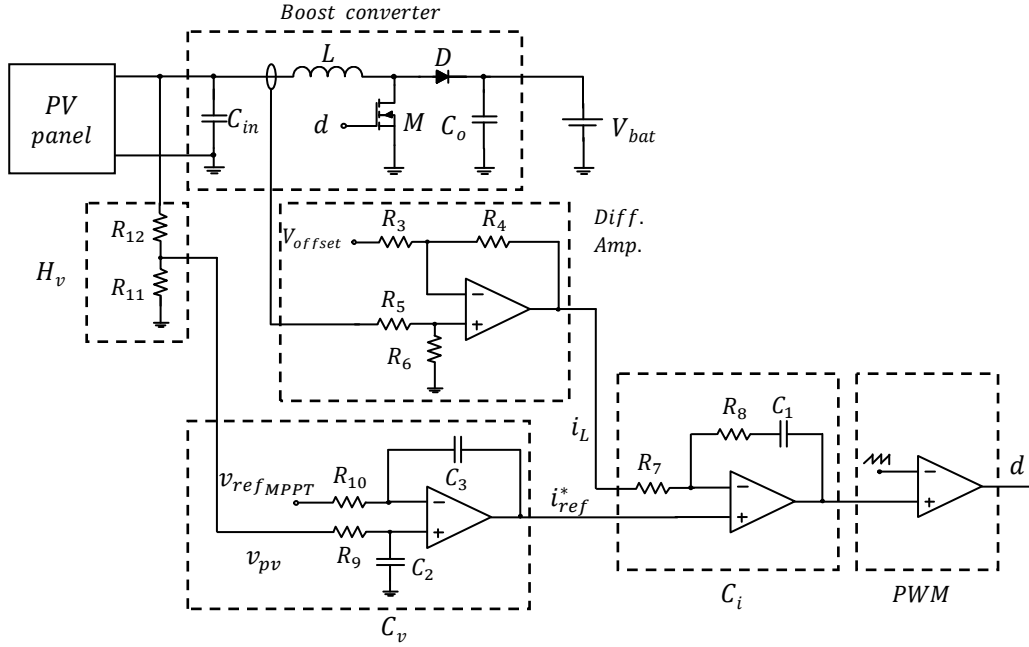 Boost converter
L
D
PV
panel
C_in
d
M
C_o
V_bat
R_12
R_11
H_v
V_offset
R_3
R_4
Diff.
Amp.
R_5
R_6
i_L
R_8
C_1
R_7
d
v_ref_MPPT
R_10
C_3
i*_ref
R_9
C_2
v_pv
C_v
C_i
PWM